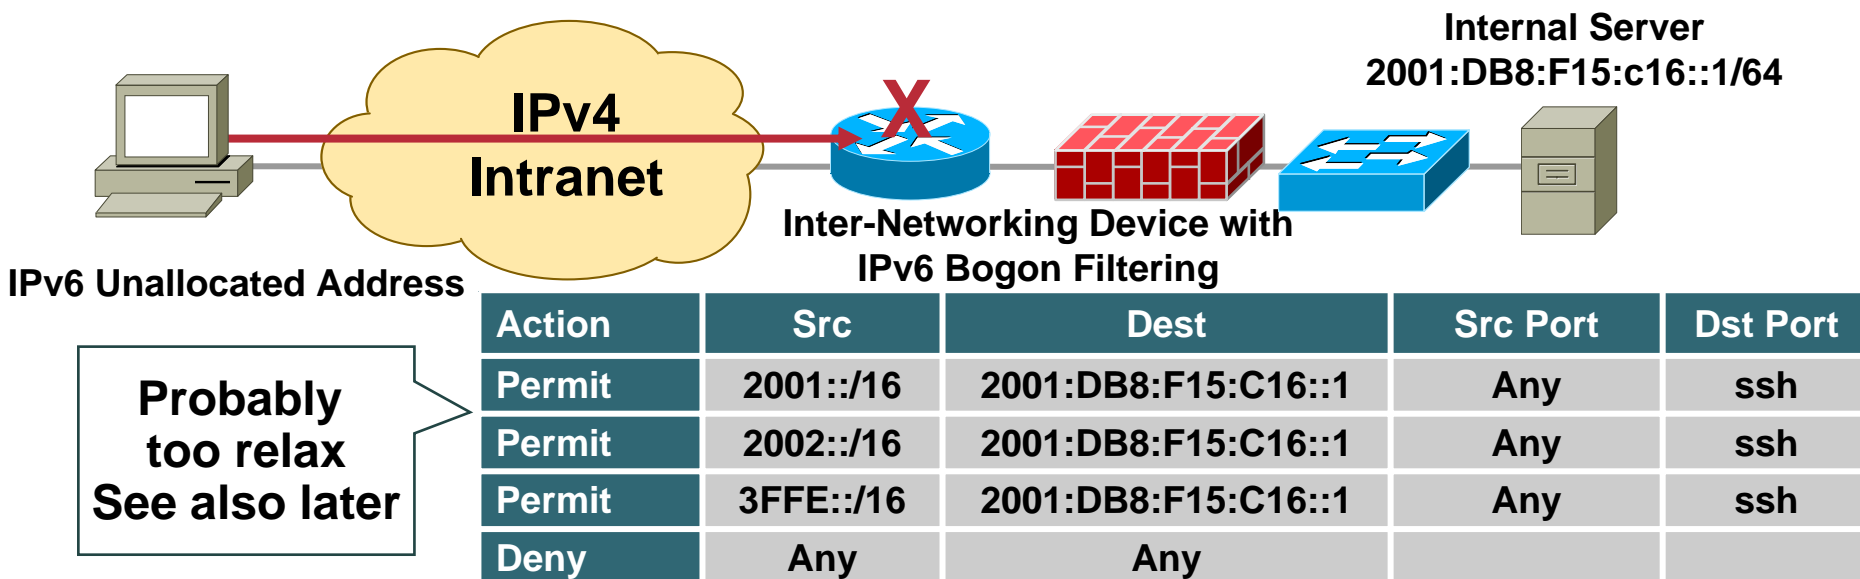 Internal Server
2001:DB8:F15:c16::1/64
IPv4
Intranet
X
Inter-Networking Device with
IPv6 Bogon Filtering
IPv6 Unallocated Address
Probably
too relax
See also later
Action Src Dest Src Port Dst Port
Permit 2001::/16 2001:DB8:F15:C16::1 Any ssh
Permit 2002::/16 2001:DB8:F15:C16::1 Any ssh
Permit 3FFE::/16 2001:DB8:F15:C16::1 Any ssh
Deny Any Any